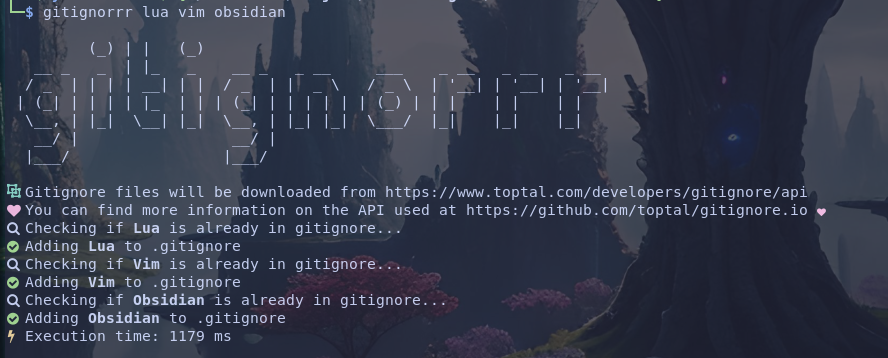 $ gitignorrr lua vim obsidian
gitignorrr
Gitignore files will be downloaded from https://www.toptal.com/developers/gitignore/api
You can find more information on the API used at https://github.com/toptal/gitignore.io
Checking if Lua is already in gitignore...
Adding Lua to .gitignore
Checking if Vim is already in gitignore...
Adding Vim to .gitignore
Checking if Obsidian is already in gitignore...
Adding Obsidian to .gitignore
Execution time: 1179 ms